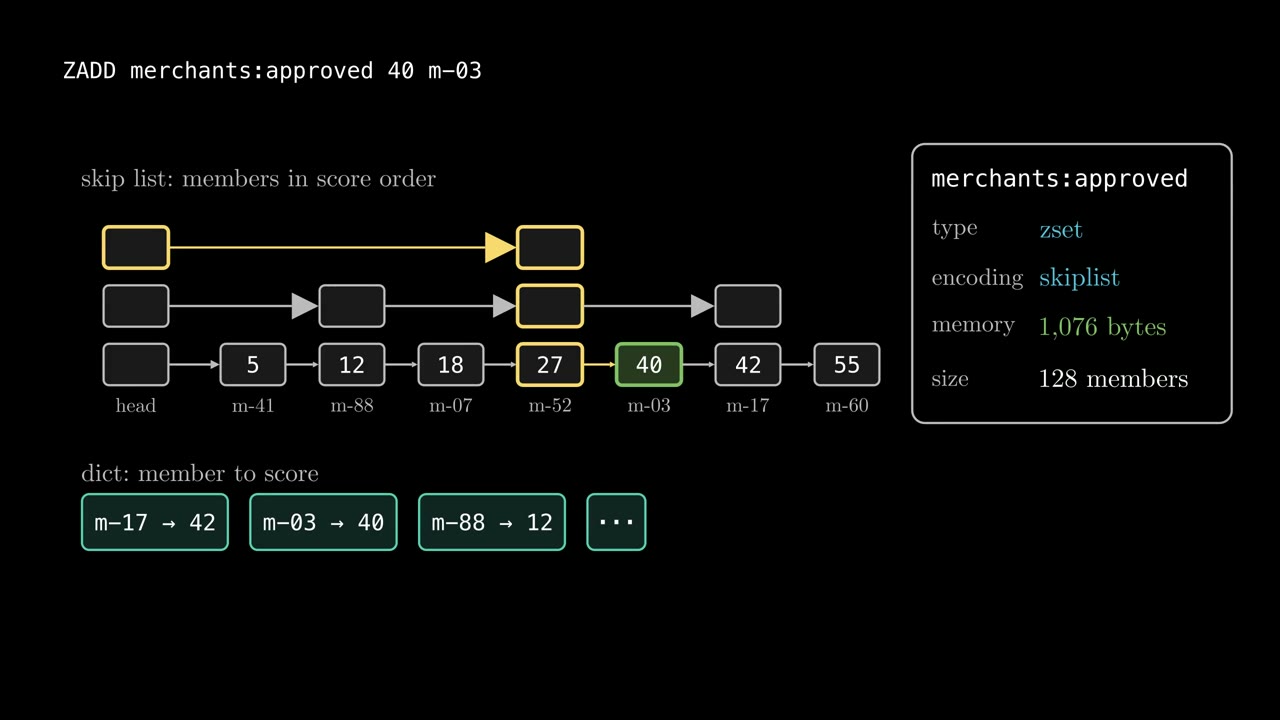 ZADD merchants:approved 40 m-03
skip list: members in score order
5 12 18 27 40 42 55
head m-41 m-88 m-07 m-52 m-03 m-17 m-60
merchants:approved
type zset
encoding skiplist
memory 1,076 bytes
size 128 members
dict: member to score
m-17 → 42 m-03 → 40 m-88 → 12 ···